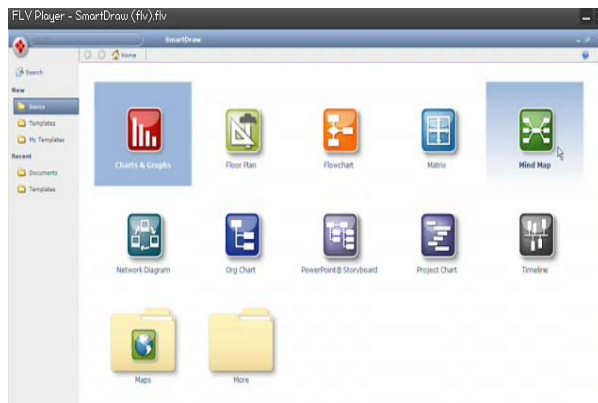 FLV Player - SmartDraw (flv).flv
SmartDraw
Home
Search
New
Basics
Templates
My Templates
Recent
Documents
Templates
Charts & Graphs
Floor Plan
Flowchart
Matrix
Mind Map
Network Diagram
Org Chart
PowerPoint® Storyboard
Project Chart
Timeline
Maps
More